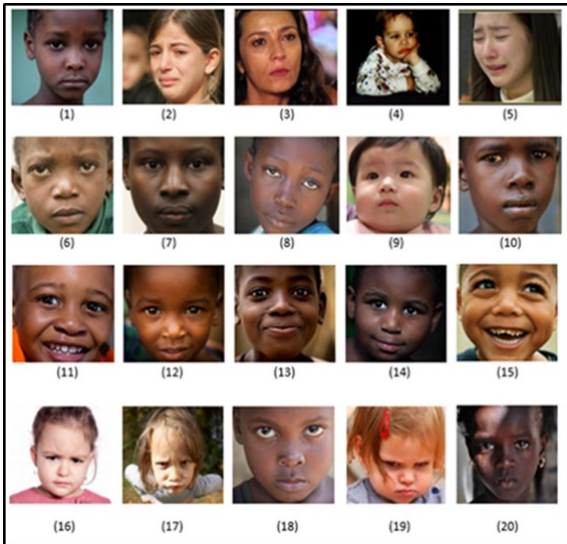 (1) (2) (3) (4) (5)
(6) (7) (8) (9) (10)
(11) (12) (13) (14) (15)
(16) (17) (18) (19) (20)